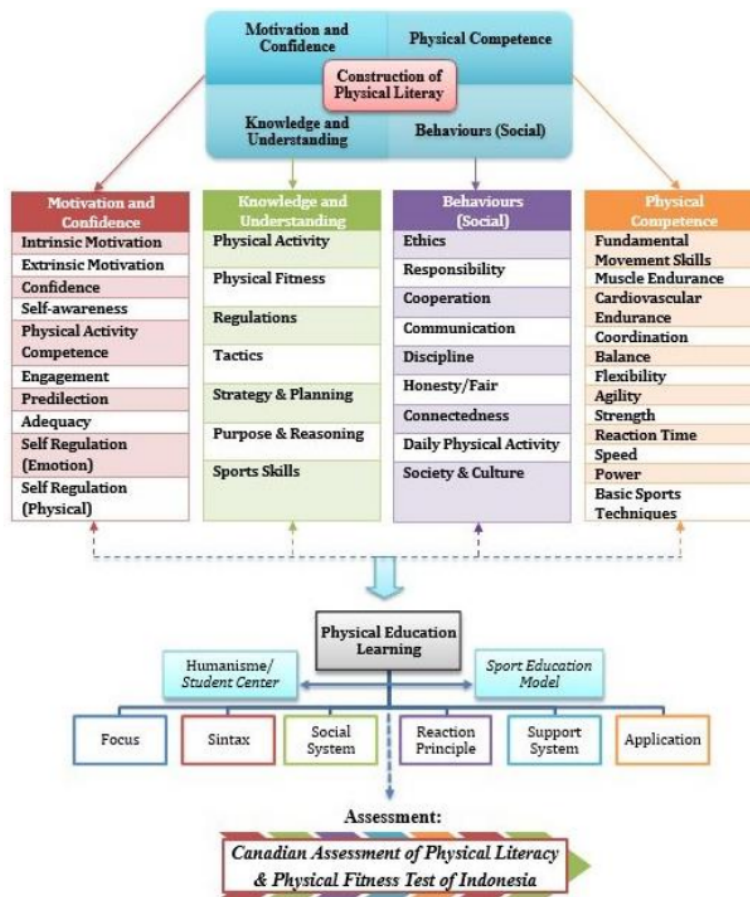 Motivation and
Confidence
Physical Competence
Construction of
Physical Literay
Knowledge and
Understanding
Behaviours (Social)
Motivation and
Confidence
Intrinsic Motivation
Extrinsic Motivation
Confidence
Self-awareness
Physical Activity
Competence
Engagement
Predilection
Adequacy
Self Regulation
(Emotion)
Self Regulation
(Physical)
Knowledge and
Understanding
Physical Activity
Physical Fitness
Regulations
Tactics
Strategy & Planning
Purpose & Reasoning
Sports Skills
Behaviours
(Social)
Ethics
Responsibility
Cooperation
Communication
Discipline
Honesty/Fair
Connectedness
Daily Physical Activity
Society & Culture
Physical
Competence
Fundamental
Movement Skills
Muscle Endurance
Cardiovascular
Endurance
Coordination
Balance
Flexibility
Agility
Strength
Reaction Time
Speed
Power
Basic Sports
Techniques
Physical Education
Learning
Humanisme/
Student Center
Sport Education
Model
Focus
Sintax
Social
System
Reaction
Principle
Support
System
Application
Assessment:
Canadian Assessment of Physical Literacy
& Physical Fitness Test of Indonesia